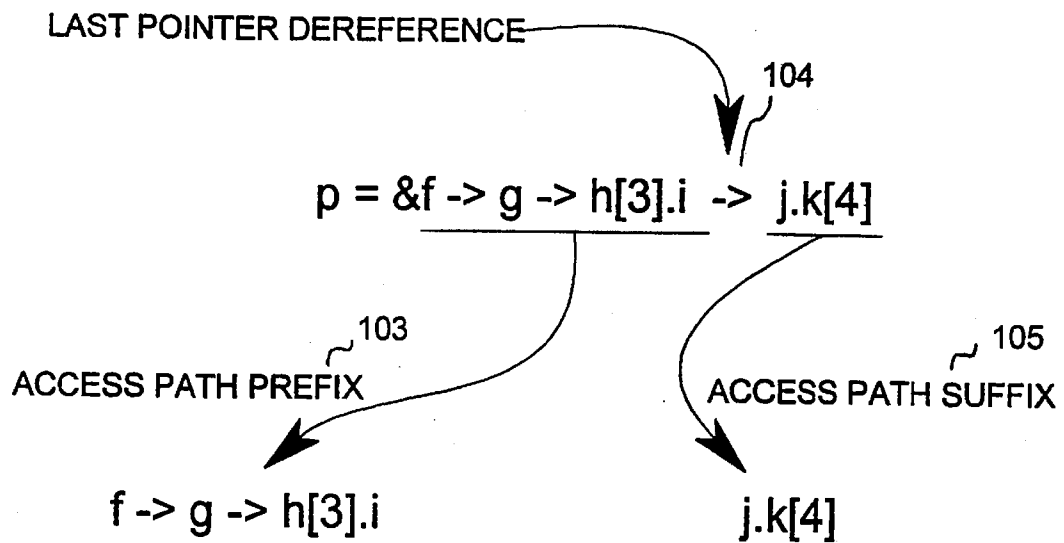 LAST POINTER DEREFERENCE
104
p = &f -> g -> h[3].i -> j.k[4]
103
105
ACCESS PATH PREFIX
ACCESS PATH SUFFIX
f -> g -> h[3].i
j.k[4]